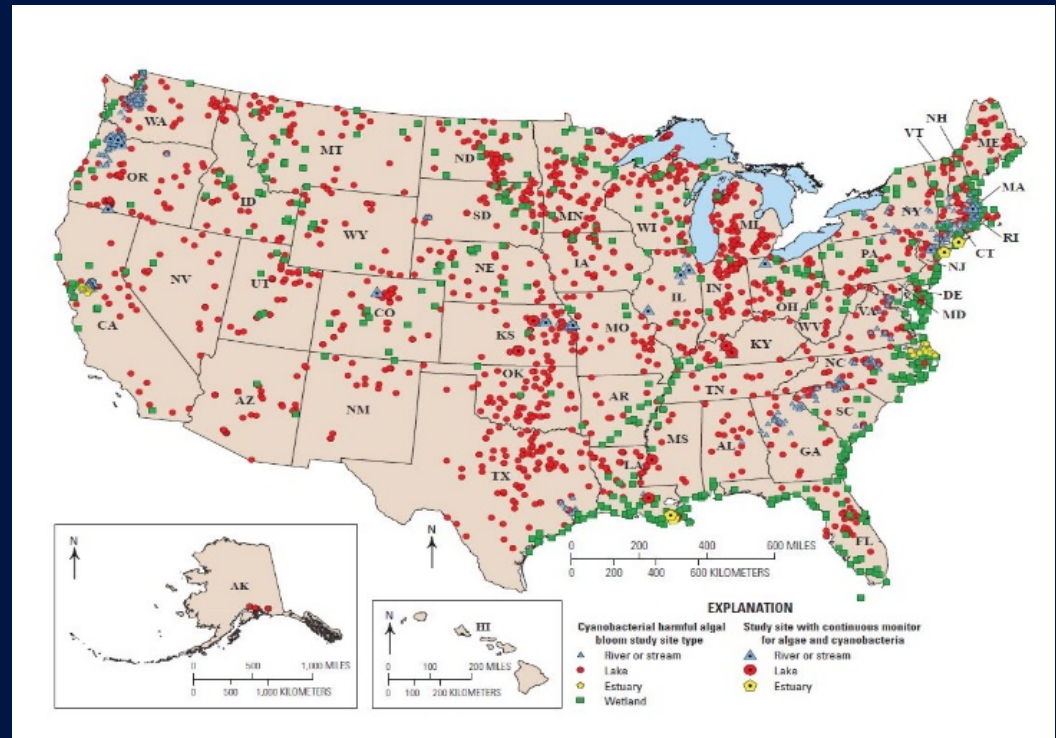 WA
MT
ND
OR
ID
WY
SD
MN
WI
MI
NY
VT
NH
ME
MA
RI
CT
NJ
DE
MD
PA
NV
UT
CO
NE
IA
IL
IN
OH
WV
VA
CA
KS
MO
KY
AZ
NM
OK
AR
TN
NC
SC
TX
LA
MS
AL
GA
FL
N
0 200 400 600 MILES
0 200 400 600 KILOMETERS
N
AK
0 500 1,000 MILES
0 500 1,000 KILOMETERS
N
HI
0 100 200 MILES
0 100 200 KILOMETERS
EXPLANATION
Cyanobacterial harmful algal
bloom study site type
River or stream
Lake
Estuary
Wetland
Study site with continuous monitor
for algae and cyanobacteria
River or stream
Lake
Estuary